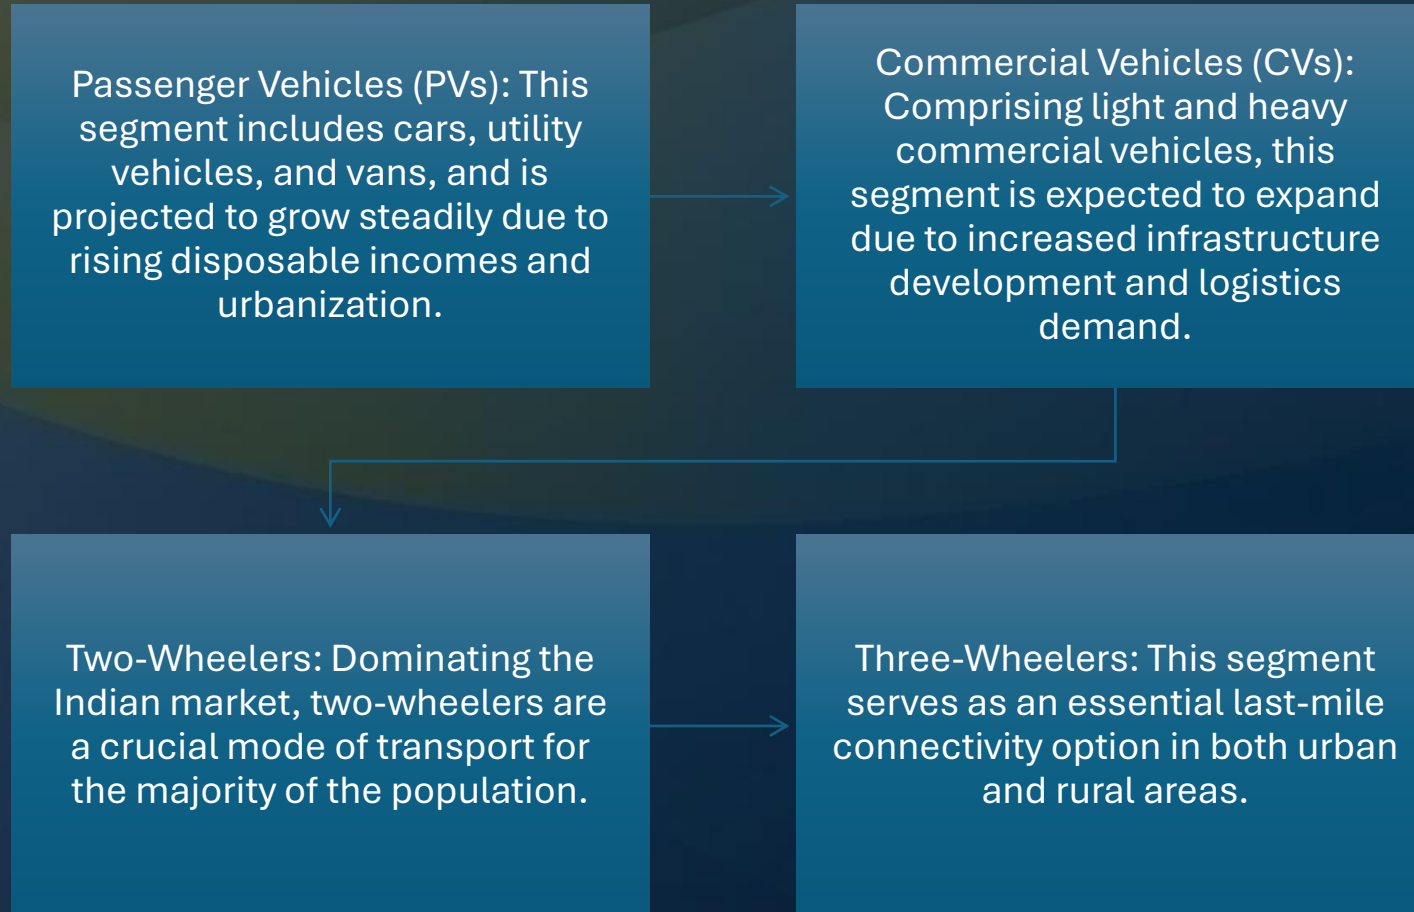 Passenger Vehicles (PVs): This
segment includes cars, utility
vehicles, and vans, and is
projected to grow steadily due to
rising disposable incomes and
urbanization.
Commercial Vehicles (CVs):
Comprising light and heavy
commercial vehicles, this
segment is expected to expand
due to increased infrastructure
development and logistics
demand.
Two-Wheelers: Dominating the
Indian market, two-wheelers are
a crucial mode of transport for
the majority of the population.
Three-Wheelers: This segment
serves as an essential last-mile
connectivity option in both urban
and rural areas.